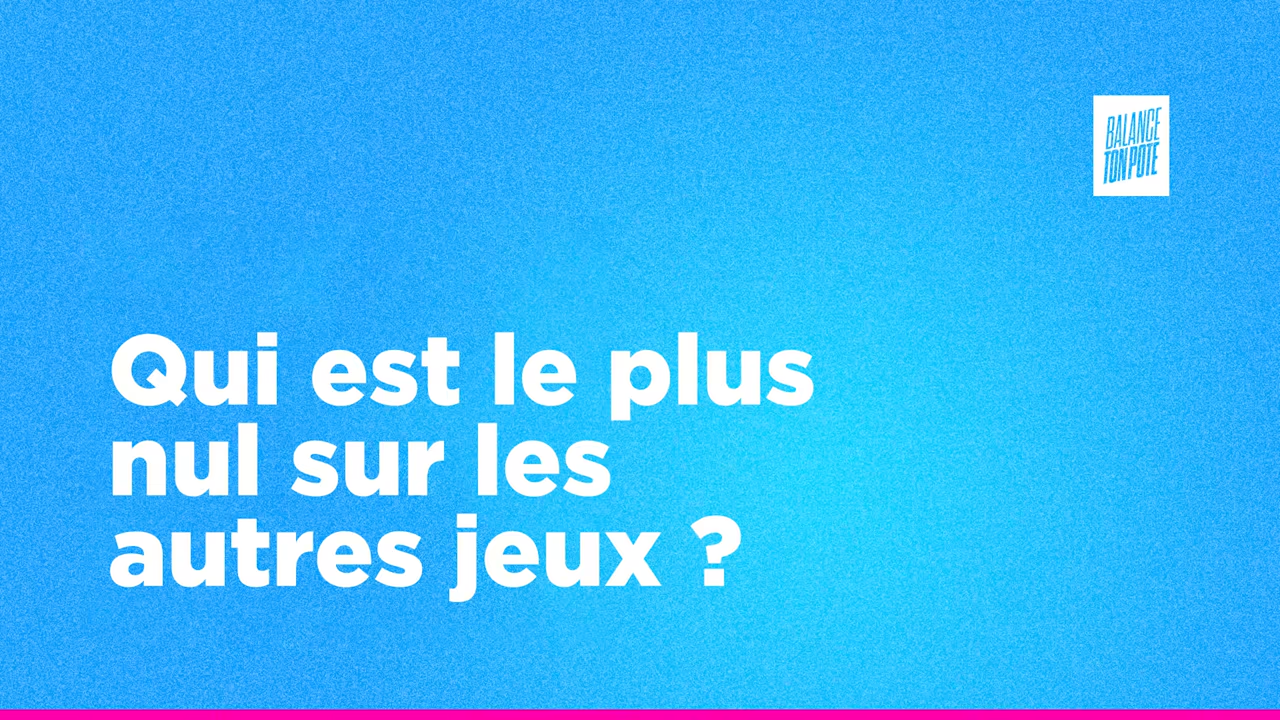 BALANCE
TON POTE
Qui est le plus
nul sur les
autres jeux ?